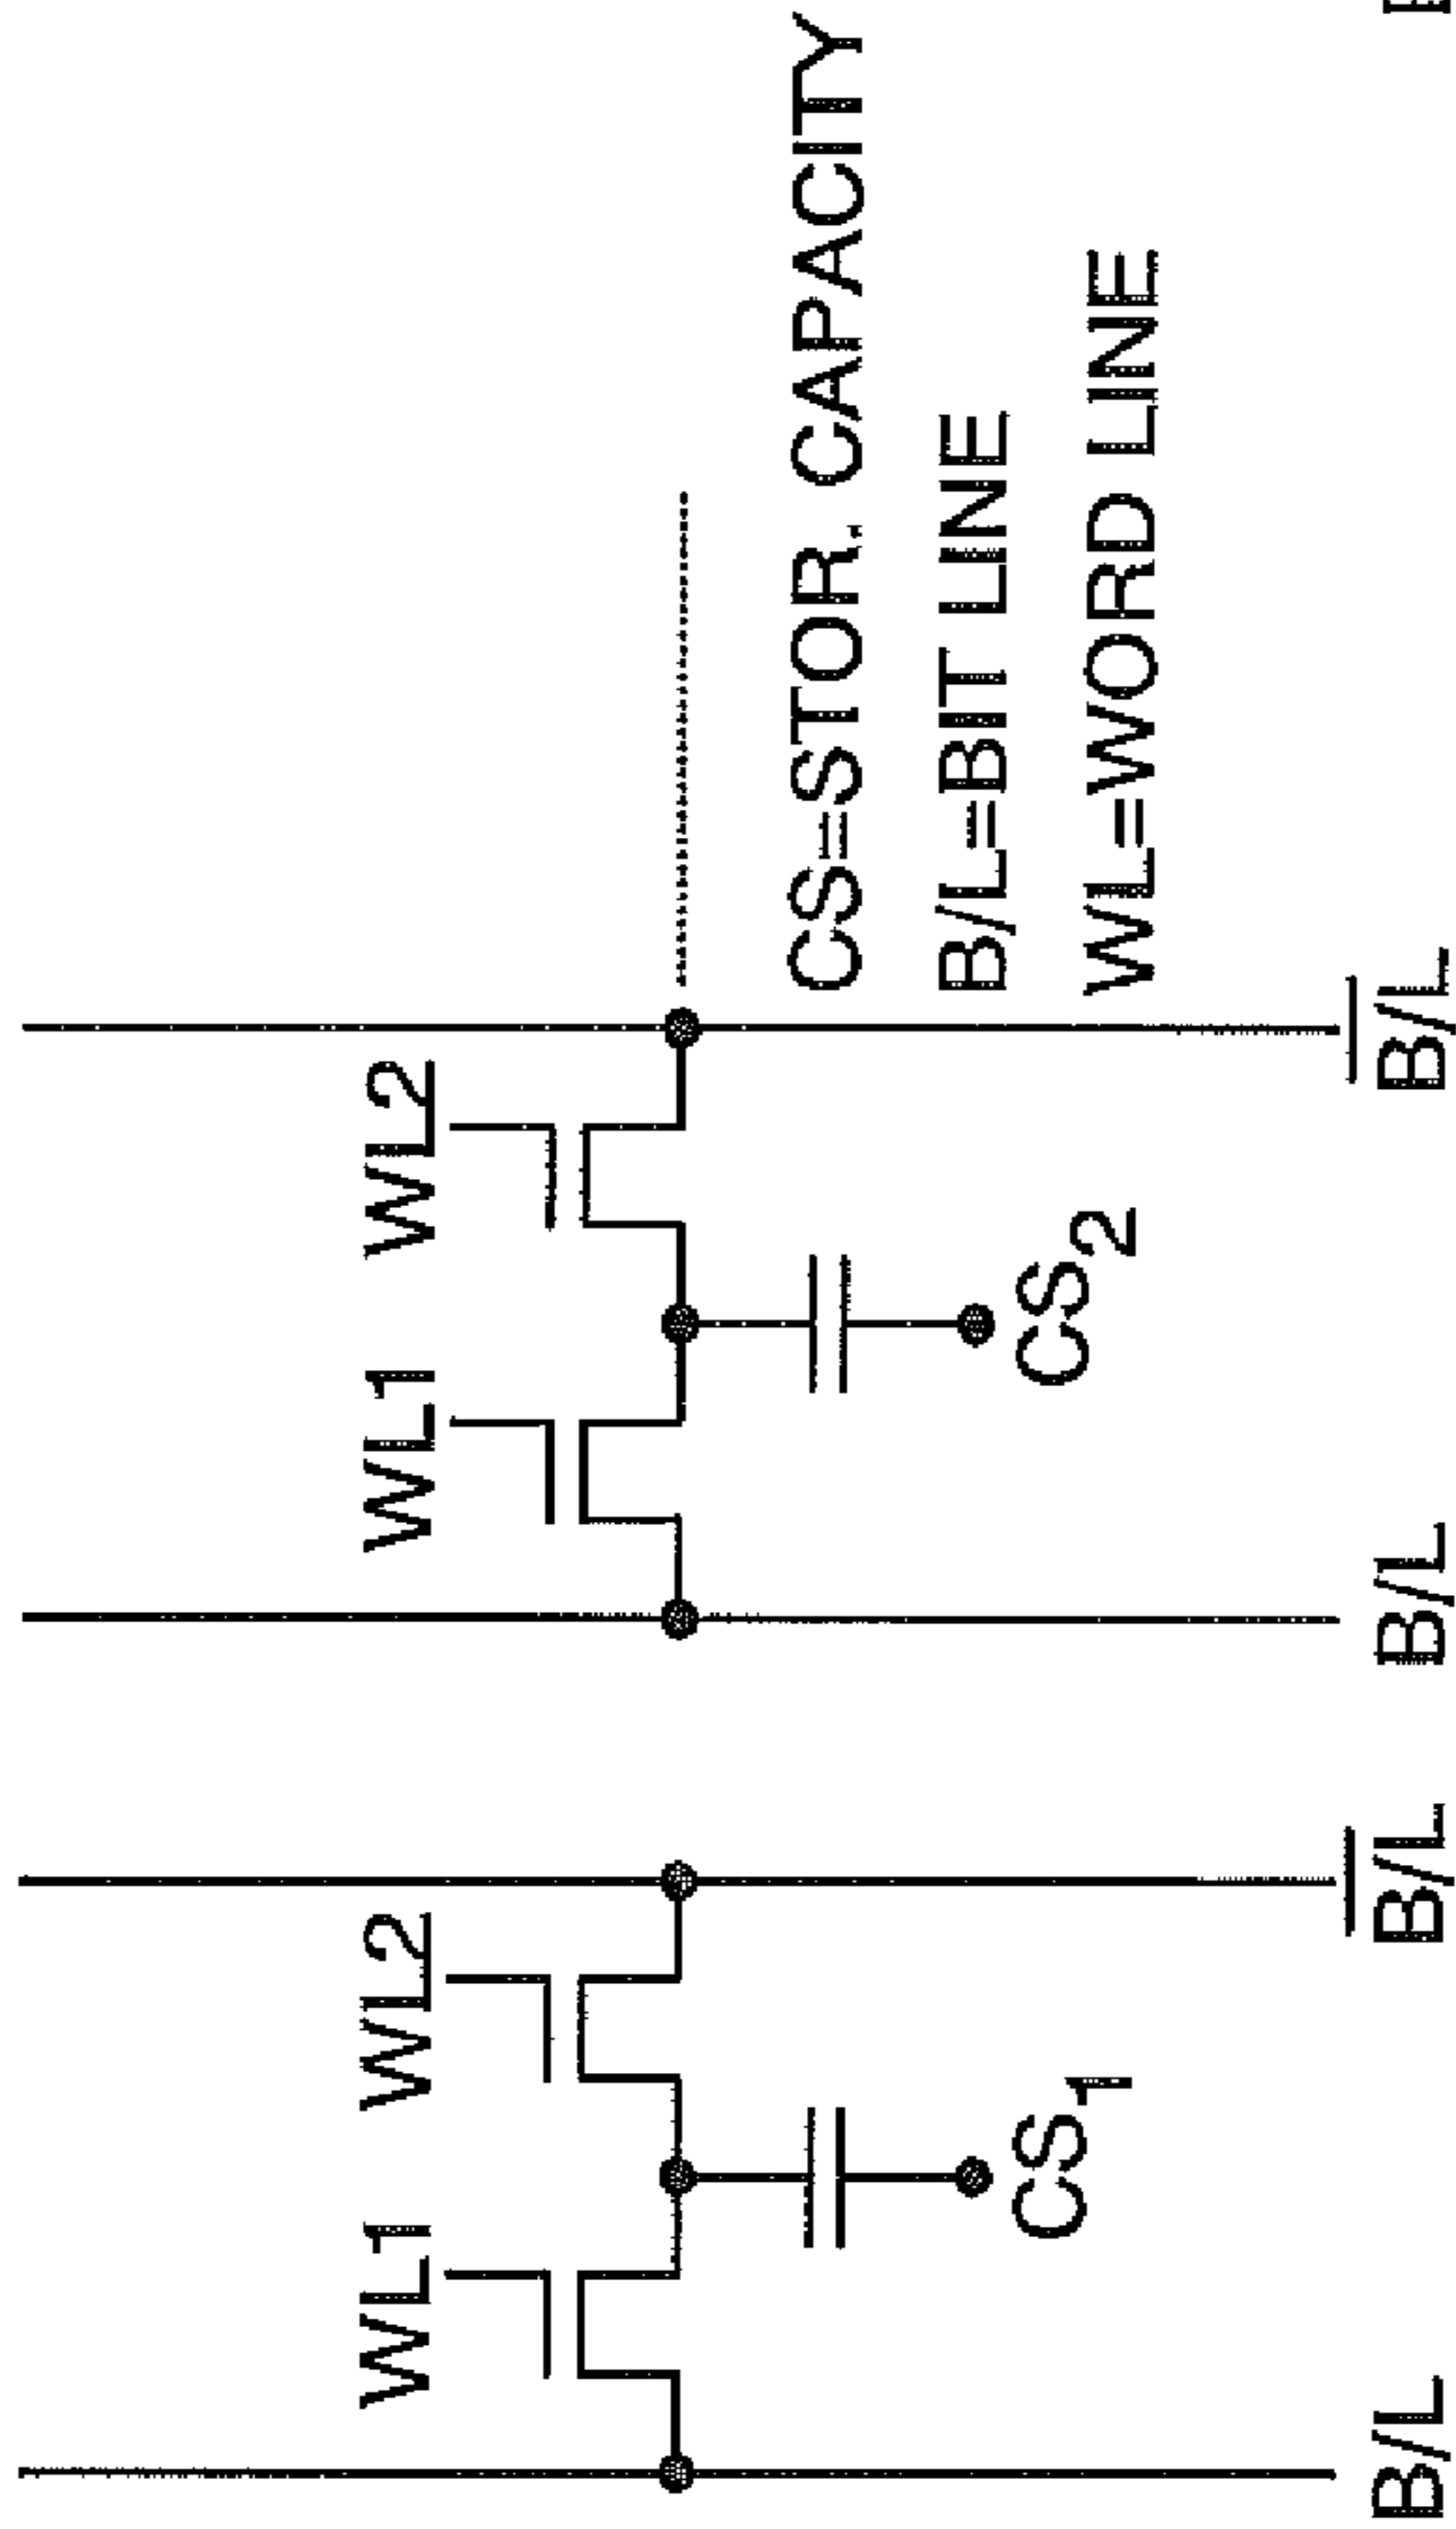 WL1 WL2 WL1 WL2
CS=STOR. CAPACITY
B/L=BIT LINE
CS₁ CS₂
WL=WORD LINE
B/L B̅/̅L̅ B/L B̅/̅L̅